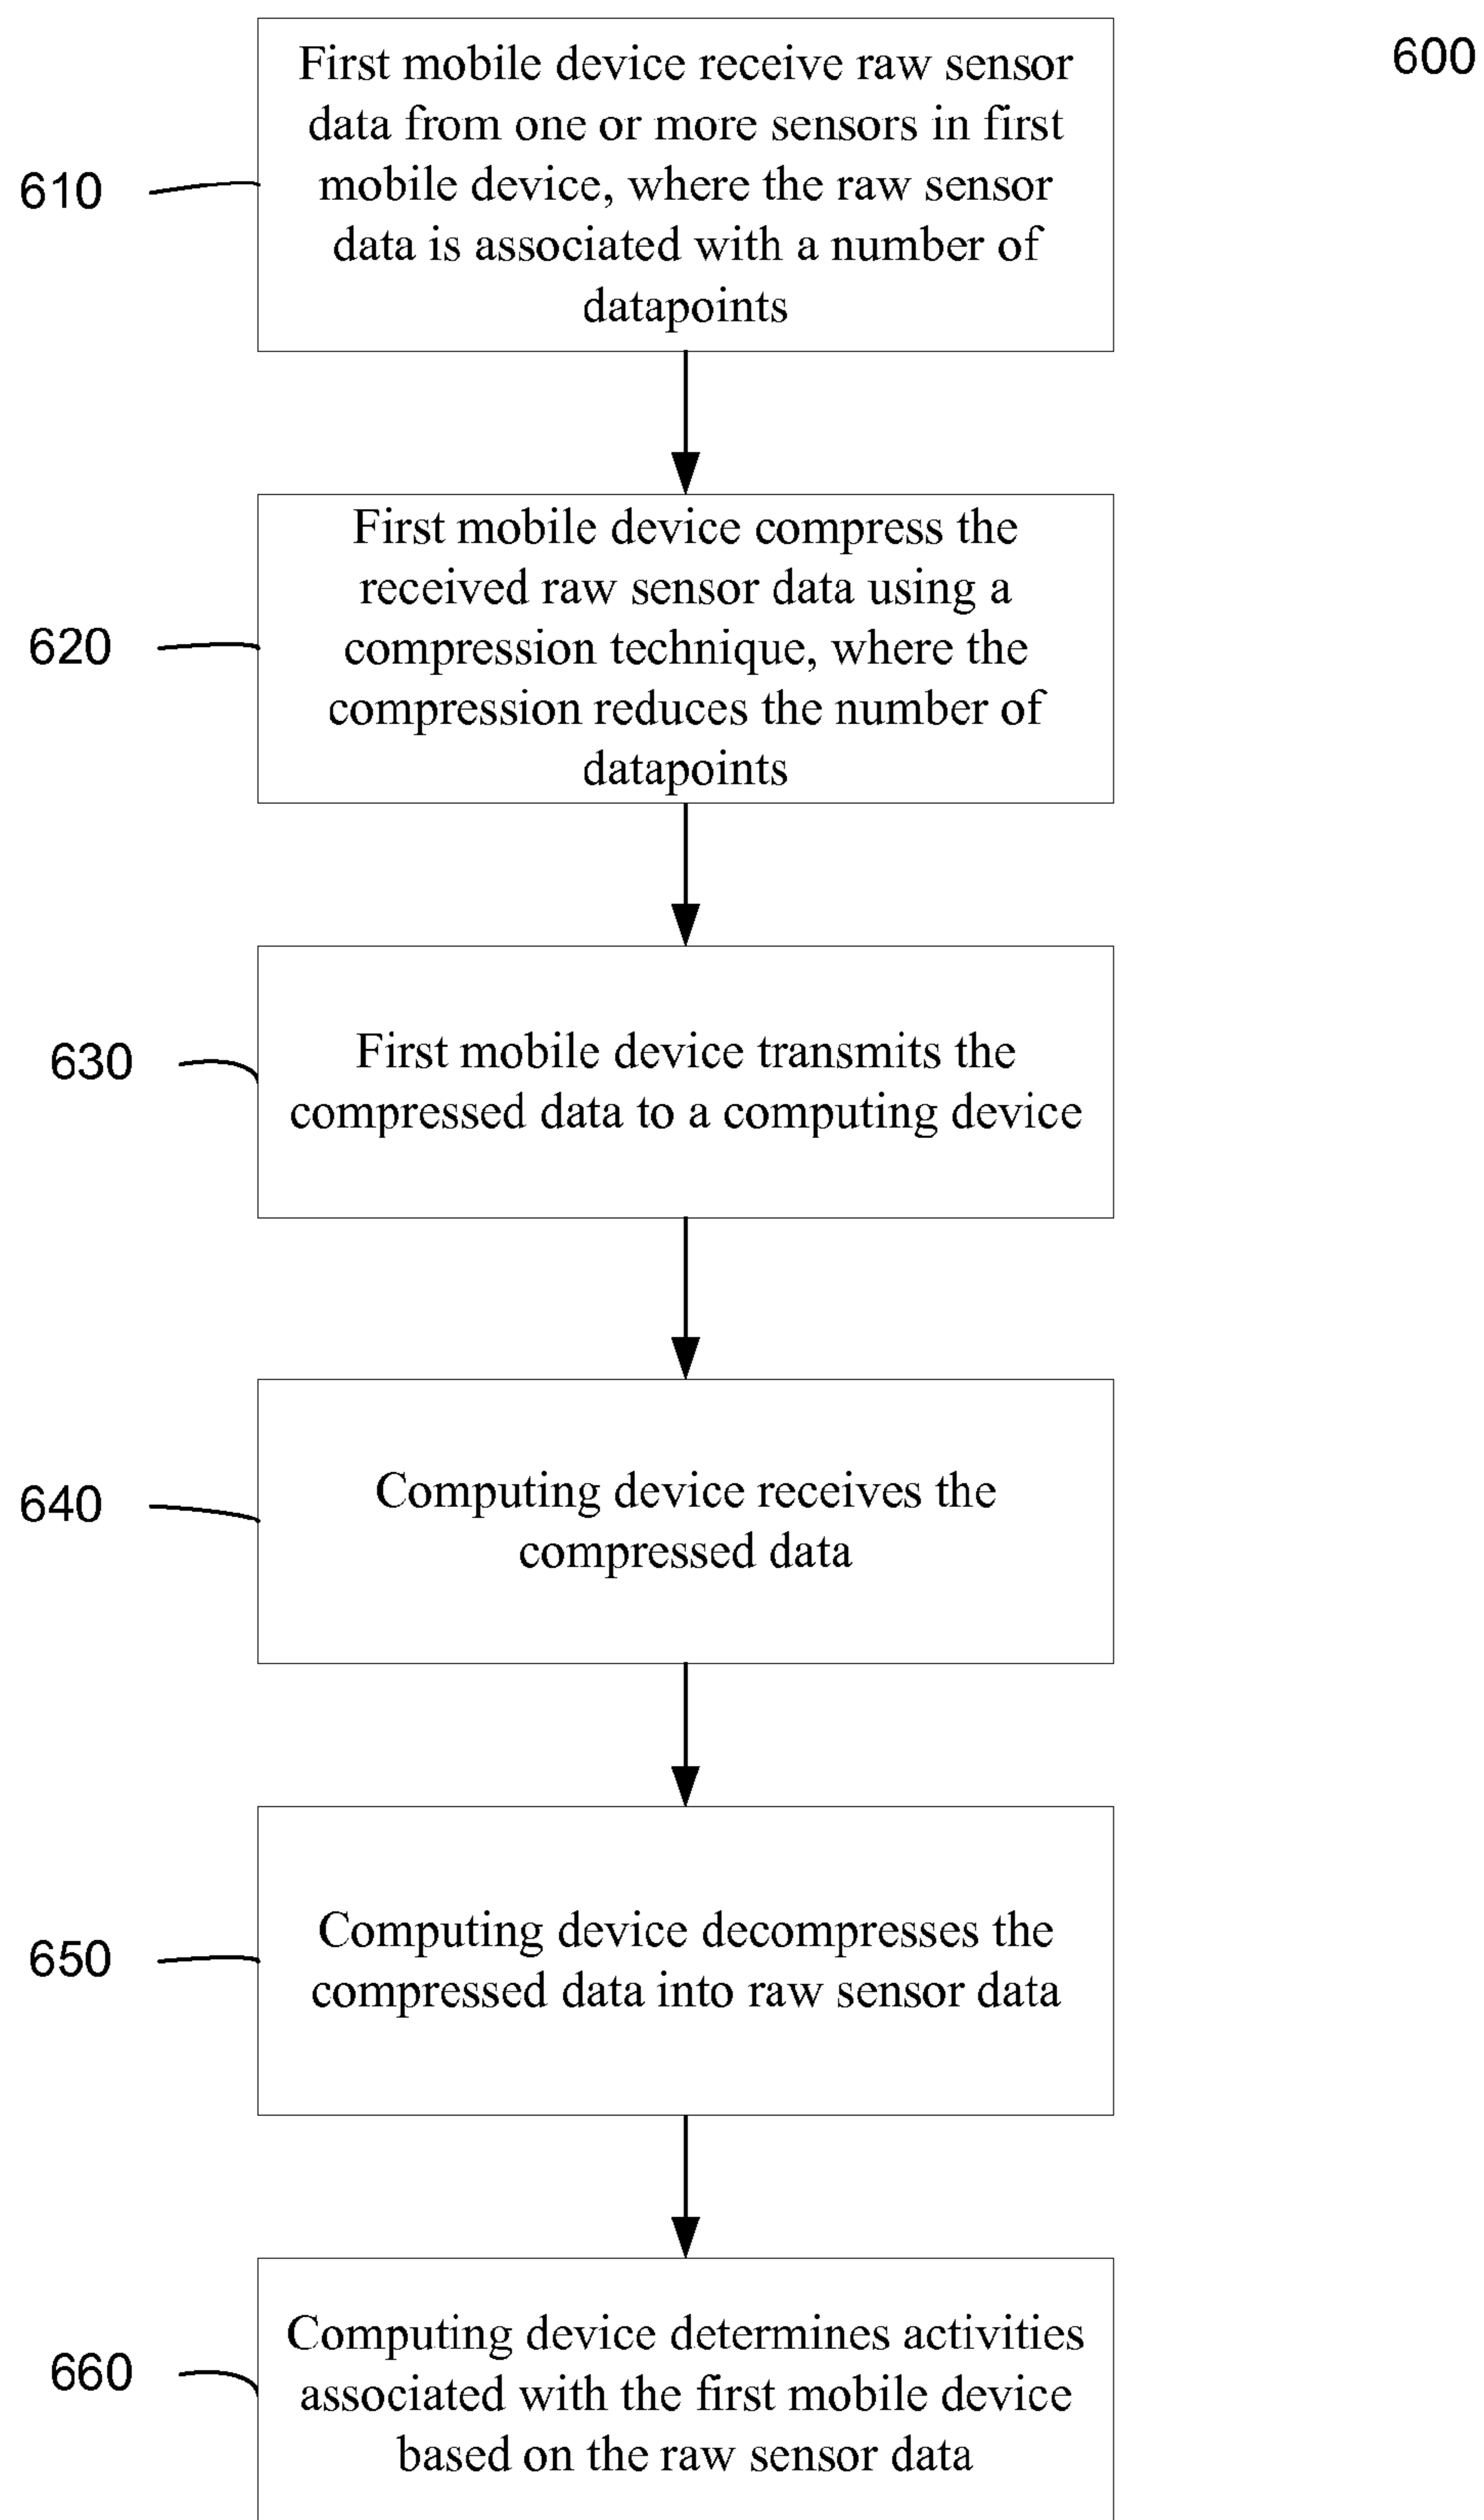 600
610
First mobile device receive raw sensor
data from one or more sensors in first
mobile device, where the raw sensor
data is associated with a number of
datapoints
620
First mobile device compress the
received raw sensor data using a
compression technique, where the
compression reduces the number of
datapoints
630
First mobile device transmits the
compressed data to a computing device
640
Computing device receives the
compressed data
650
Computing device decompresses the
compressed data into raw sensor data
660
Computing device determines activities
associated with the first mobile device
based on the raw sensor data